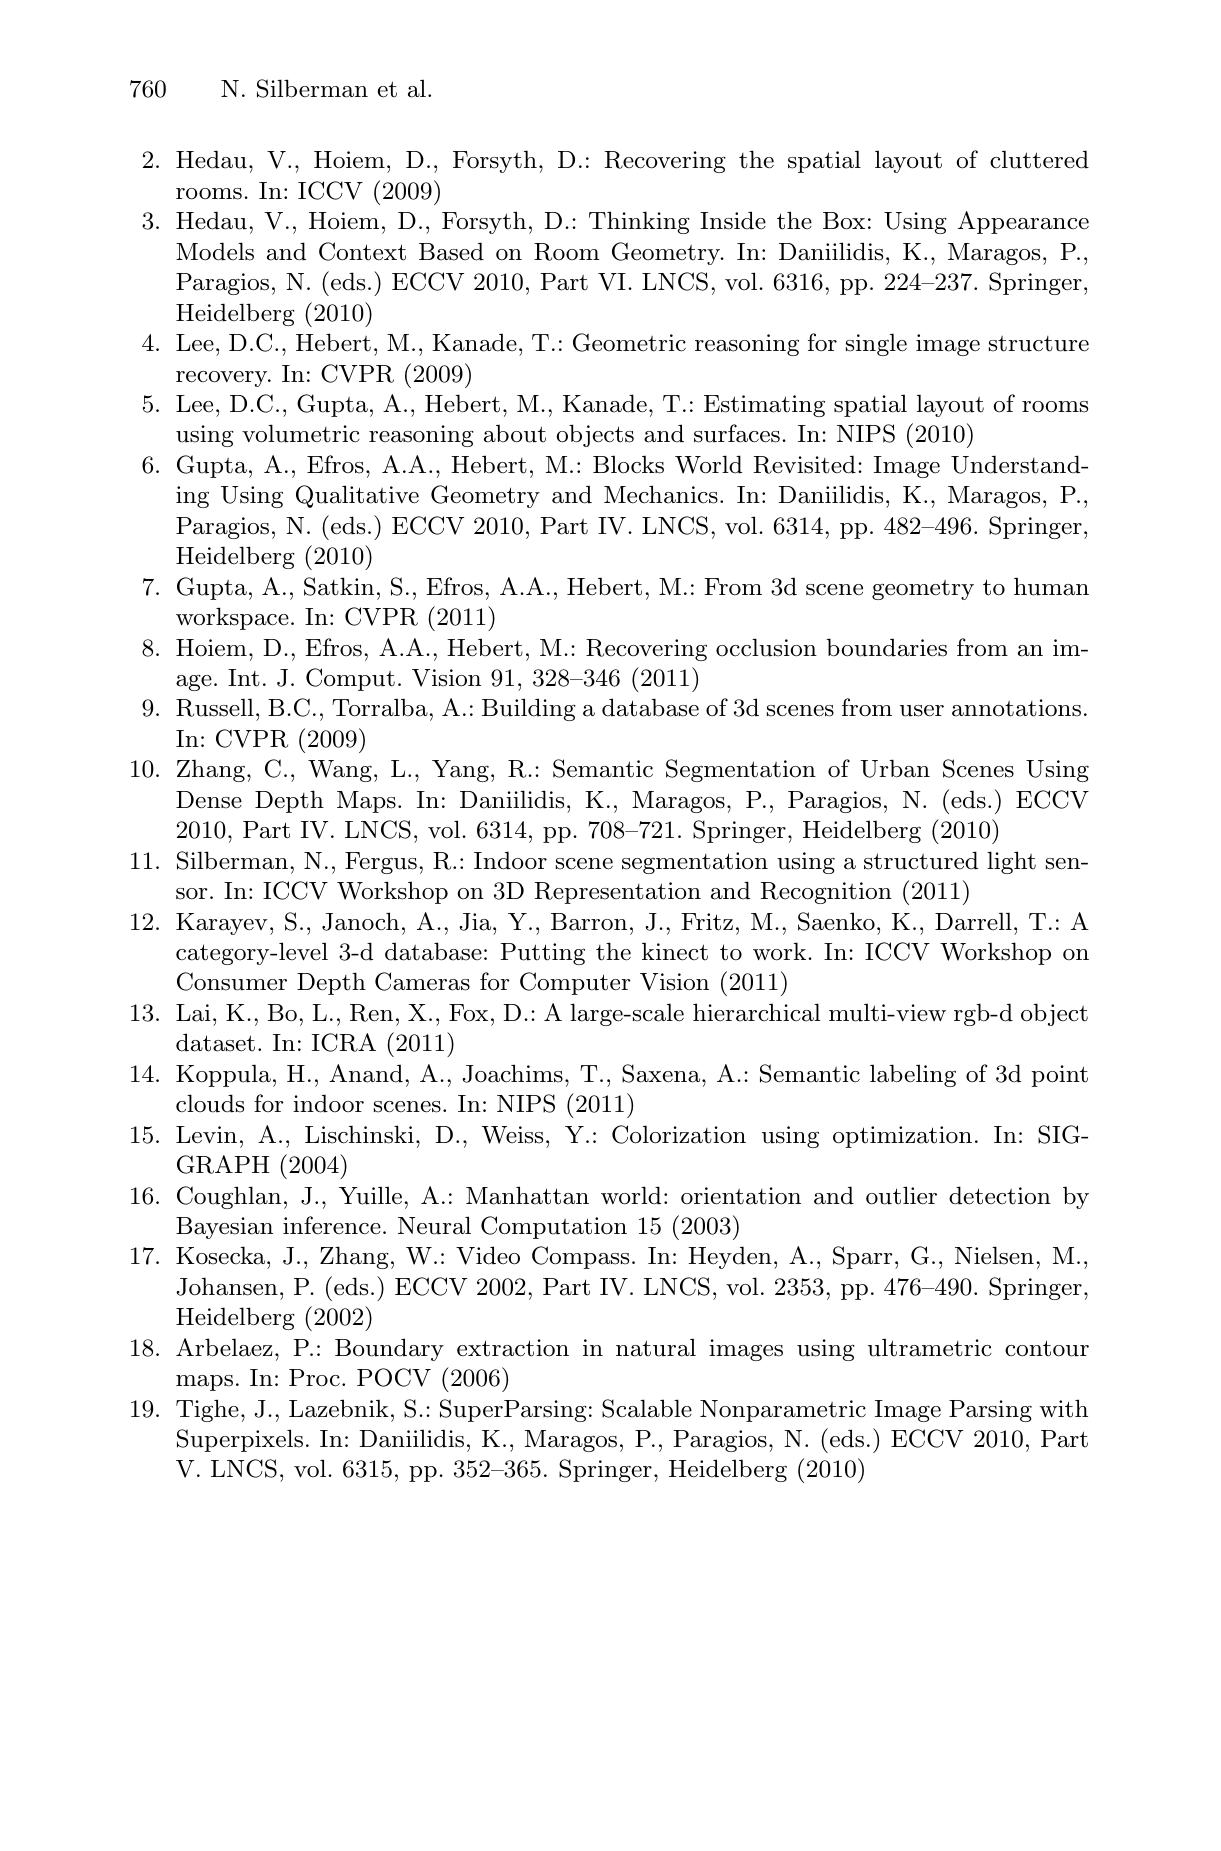 760 N. Silberman et al.
2. Hedau, V., Hoiem, D., Forsyth, D.: Recovering the spatial layout of cluttered
rooms. In: ICCV (2009)
3. Hedau, V., Hoiem, D., Forsyth, D.: Thinking Inside the Box: Using Appearance
Models and Context Based on Room Geometry. In: Daniilidis, K., Maragos, P.,
Paragios, N. (eds.) ECCV 2010, Part VI. LNCS, vol. 6316, pp. 224–237. Springer,
Heidelberg (2010)
4. Lee, D.C., Hebert, M., Kanade, T.: Geometric reasoning for single image structure
recovery. In: CVPR (2009)
5. Lee, D.C., Gupta, A., Hebert, M., Kanade, T.: Estimating spatial layout of rooms
using volumetric reasoning about objects and surfaces. In: NIPS (2010)
6. Gupta, A., Efros, A.A., Hebert, M.: Blocks World Revisited: Image Understand-
ing Using Qualitative Geometry and Mechanics. In: Daniilidis, K., Maragos, P.,
Paragios, N. (eds.) ECCV 2010, Part IV. LNCS, vol. 6314, pp. 482–496. Springer,
Heidelberg (2010)
7. Gupta, A., Satkin, S., Efros, A.A., Hebert, M.: From 3d scene geometry to human
workspace. In: CVPR (2011)
8. Hoiem, D., Efros, A.A., Hebert, M.: Recovering occlusion boundaries from an im-
age. Int. J. Comput. Vision 91, 328–346 (2011)
9. Russell, B.C., Torralba, A.: Building a database of 3d scenes from user annotations.
In: CVPR (2009)
10. Zhang, C., Wang, L., Yang, R.: Semantic Segmentation of Urban Scenes Using
Dense Depth Maps. In: Daniilidis, K., Maragos, P., Paragios, N. (eds.) ECCV
2010, Part IV. LNCS, vol. 6314, pp. 708–721. Springer, Heidelberg (2010)
11. Silberman, N., Fergus, R.: Indoor scene segmentation using a structured light sen-
sor. In: ICCV Workshop on 3D Representation and Recognition (2011)
12. Karayev, S., Janoch, A., Jia, Y., Barron, J., Fritz, M., Saenko, K., Darrell, T.: A
category-level 3-d database: Putting the kinect to work. In: ICCV Workshop on
Consumer Depth Cameras for Computer Vision (2011)
13. Lai, K., Bo, L., Ren, X., Fox, D.: A large-scale hierarchical multi-view rgb-d object
dataset. In: ICRA (2011)
14. Koppula, H., Anand, A., Joachims, T., Saxena, A.: Semantic labeling of 3d point
clouds for indoor scenes. In: NIPS (2011)
15. Levin, A., Lischinski, D., Weiss, Y.: Colorization using optimization. In: SIG-
GRAPH (2004)
16. Coughlan, J., Yuille, A.: Manhattan world: orientation and outlier detection by
Bayesian inference. Neural Computation 15 (2003)
17. Kosecka, J., Zhang, W.: Video Compass. In: Heyden, A., Sparr, G., Nielsen, M.,
Johansen, P. (eds.) ECCV 2002, Part IV. LNCS, vol. 2353, pp. 476–490. Springer,
Heidelberg (2002)
18. Arbelaez, P.: Boundary extraction in natural images using ultrametric contour
maps. In: Proc. POCV (2006)
19. Tighe, J., Lazebnik, S.: SuperParsing: Scalable Nonparametric Image Parsing with
Superpixels. In: Daniilidis, K., Maragos, P., Paragios, N. (eds.) ECCV 2010, Part
V. LNCS, vol. 6315, pp. 352–365. Springer, Heidelberg (2010)